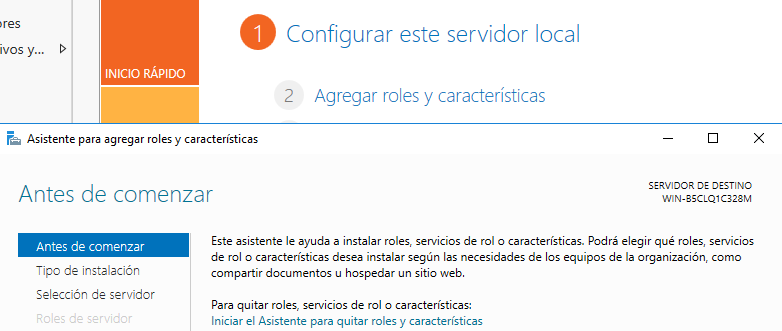 ores
ivos y...
INICIO RÁPIDO
1 Configurar este servidor local
2 Agregar roles y características
Asistente para agregar roles y características
Antes de comenzar
SERVIDOR DE DESTINO
WIN-B5CLQ1C328M
Antes de comenzar
Tipo de instalación
Selección de servidor
Roles de servidor
Este asistente le ayuda a instalar roles, servicios de rol o características. Podrá elegir qué roles, servicios
de rol o características desea instalar según las necesidades de los equipos de la organización, como
compartir documentos u hospedar un sitio web.
Para quitar roles, servicios de rol o características:
Iniciar el Asistente para quitar roles y características